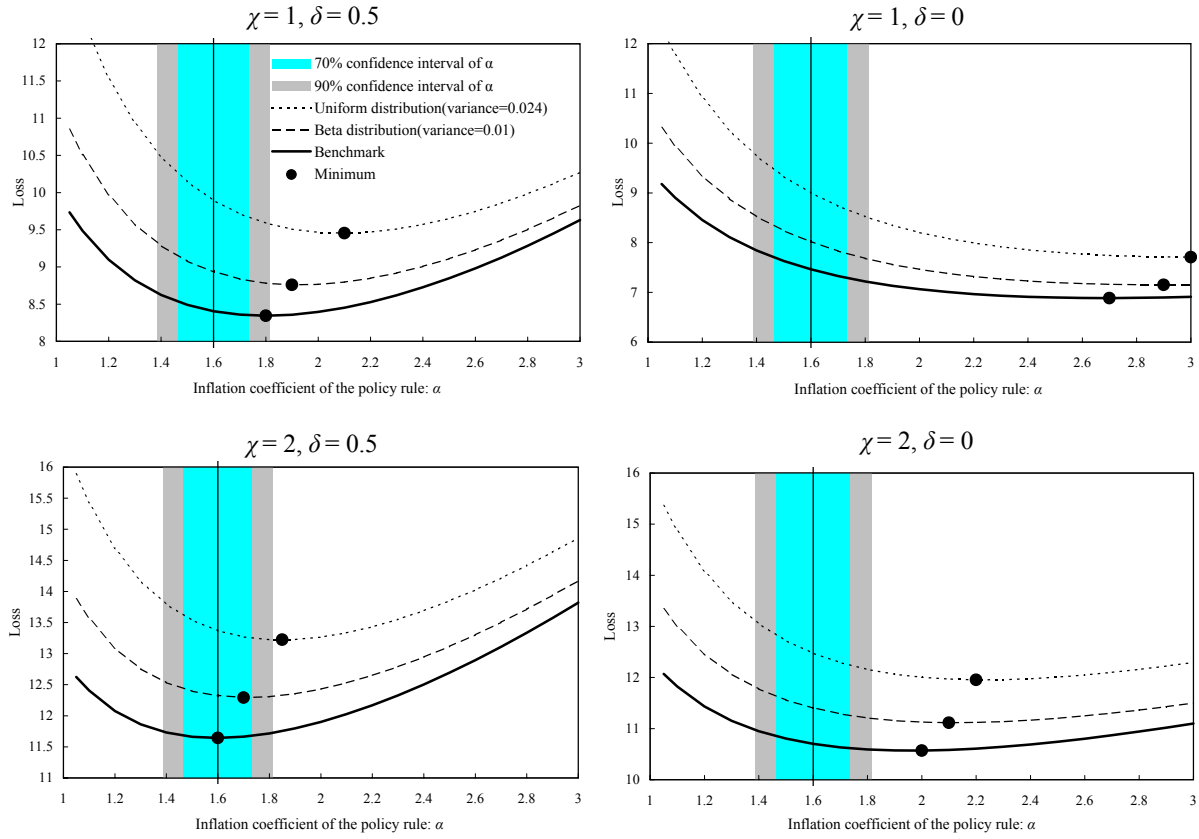 χ = 1, δ = 0.5
12
11.5
11
10.5
10
9.5
9
8.5
8
Loss
70% confidence interval of α
90% confidence interval of α
Uniform distribution(variance=0.024)
Beta distribution(variance=0.01)
Benchmark
Minimum
1 1.2 1.4 1.6 1.8 2 2.2 2.4 2.6 2.8 3
Inflation coefficient of the policy rule: α
χ = 1, δ = 0
12
11
10
9
8
7
6
Loss
1 1.2 1.4 1.6 1.8 2 2.2 2.4 2.6 2.8 3
Inflation coefficient of the policy rule: α
χ = 2, δ = 0.5
16
15.5
15
14.5
14
13.5
13
12.5
12
11.5
11
Loss
1 1.2 1.4 1.6 1.8 2 2.2 2.4 2.6 2.8 3
Inflation coefficient of the policy rule: α
χ = 2, δ = 0
16
15
14
13
12
11
10
Loss
1 1.2 1.4 1.6 1.8 2 2.2 2.4 2.6 2.8 3
Inflation coefficient of the policy rule: α